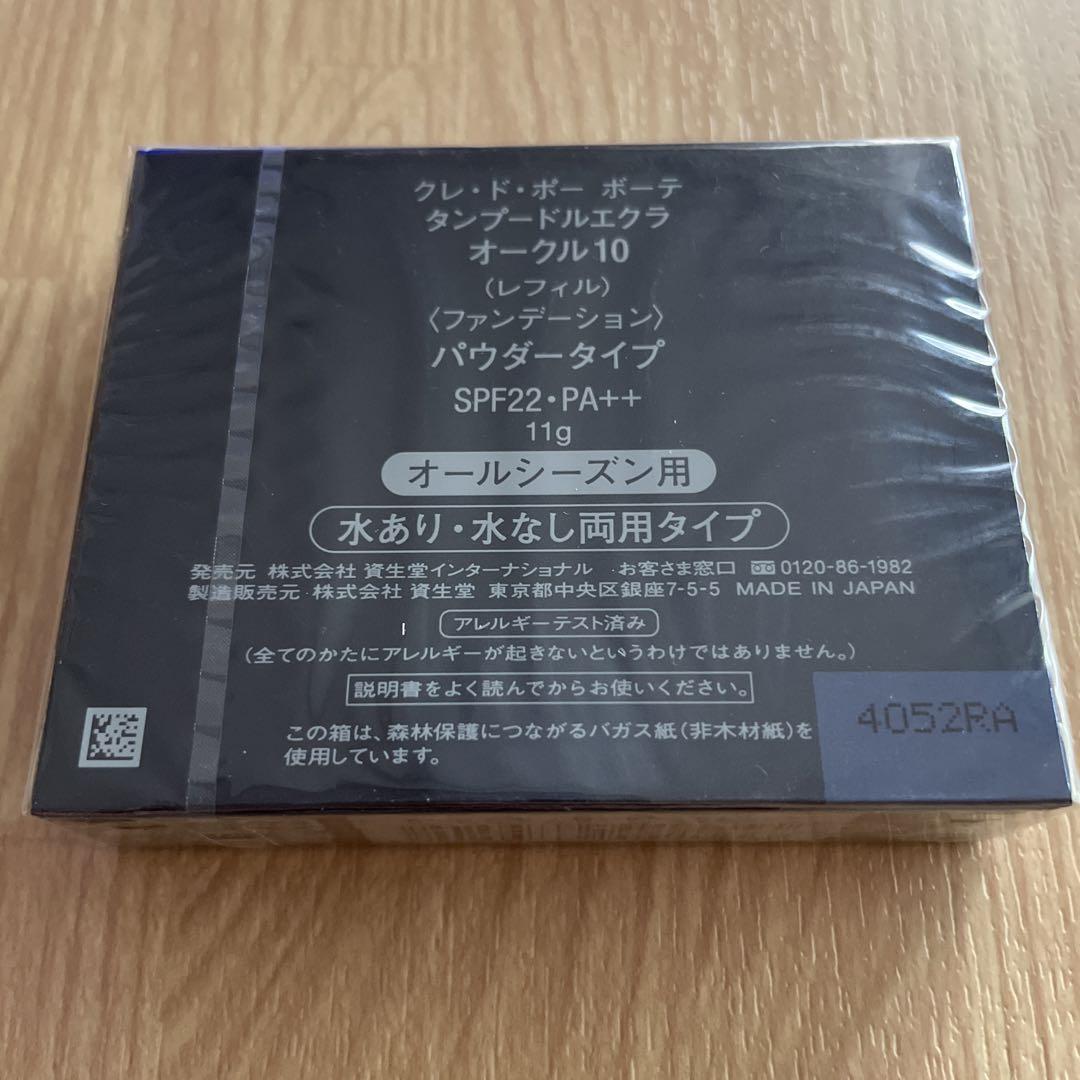 クレ・ド・ポー ボーテ
タンプードルエクラ
オークル10
（レフィル）
〈ファンデーション〉
パウダータイプ
SPF22・PA++
11g
オールシーズン用
水あり・水なし両用タイプ
発売元 株式会社 資生堂インターナショナル お客さま窓口 0120-86-1982
製造販売元 株式会社 資生堂 東京都中央区銀座7-5-5 MADE IN JAPAN
アレルギーテスト済み
（全てのかたにアレルギーが起きないというわけではありません。）
説明書をよく読んでからお使いください。
この箱は、森林保護につながるバガス紙（非木材紙）を
使用しています。
4052RA